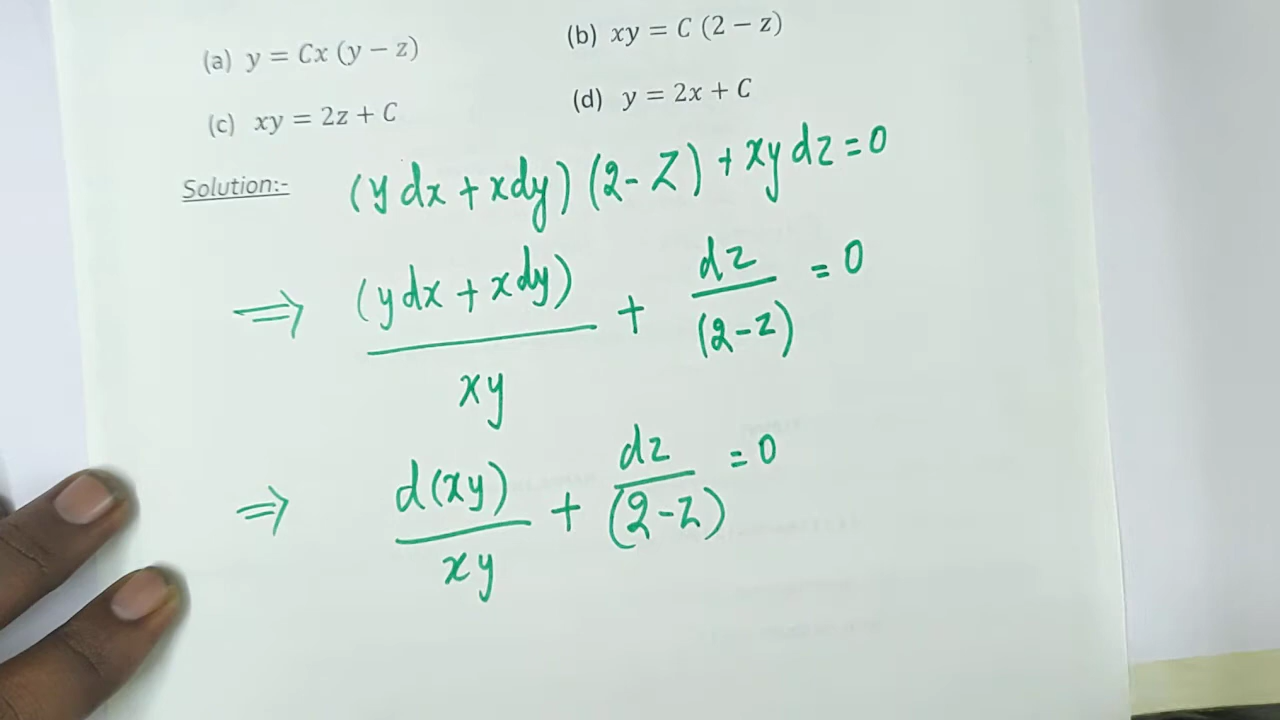 (a) y = Cx (y − z) (b) xy = C (2 − z)
(c) xy = 2z + C (d) y = 2x + C
Solution:- (y dx + x dy) (2 - Z) + xy dz = 0
⇒ (y dx + x dy) / xy + dz / (2 - z) = 0
⇒ d(xy) / xy + dz / (2 - z) = 0